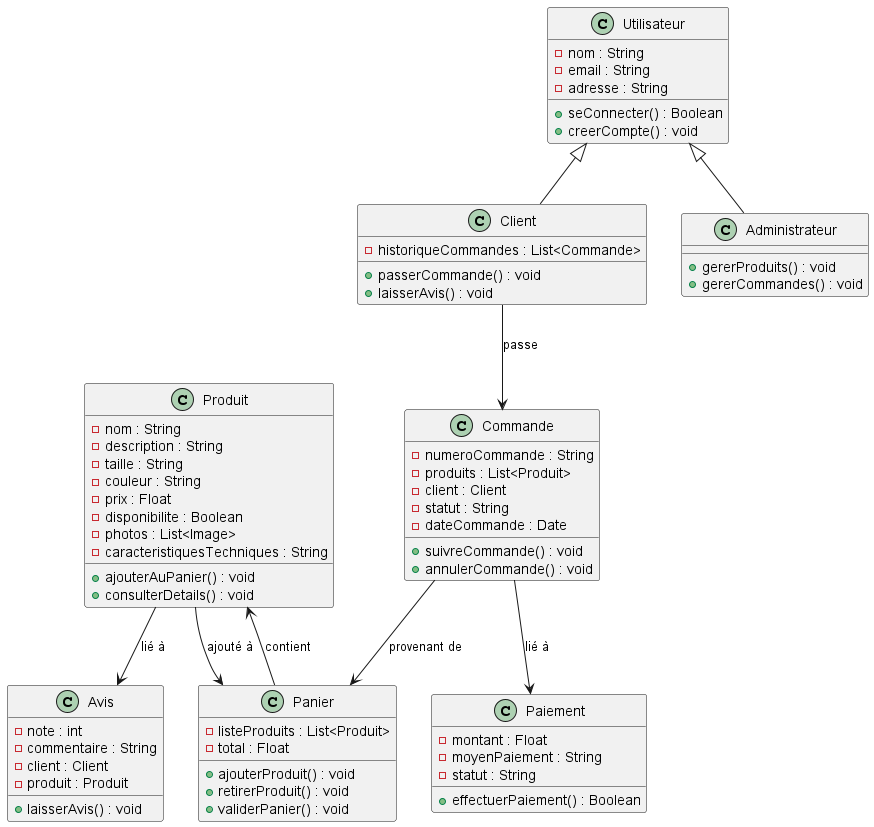 C Utilisateur
nom : String
email : String
adresse : String
seConnecter() : Boolean
creerCompte() : void
C Client
historiqueCommandes : List<Commande>
passerCommande() : void
laisserAvis() : void
C Administrateur
gererProduits() : void
gererCommandes() : void
passe
C Produit
nom : String
description : String
taille : String
couleur : String
prix : Float
disponibilite : Boolean
photos : List<Image>
caracteristiquesTechniques : String
ajouterAuPanier() : void
consulterDetails() : void
C Commande
numeroCommande : String
produits : List<Produit>
client : Client
statut : String
dateCommande : Date
suivreCommande() : void
annulerCommande() : void
lié à
ajouté à
contient
provenant de
lié à
C Avis
note : int
commentaire : String
client : Client
produit : Produit
laisserAvis() : void
C Panier
listeProduits : List<Produit>
total : Float
ajouterProduit() : void
retirerProduit() : void
validerPanier() : void
C Paiement
montant : Float
moyenPaiement : String
statut : String
effectuerPaiement() : Boolean